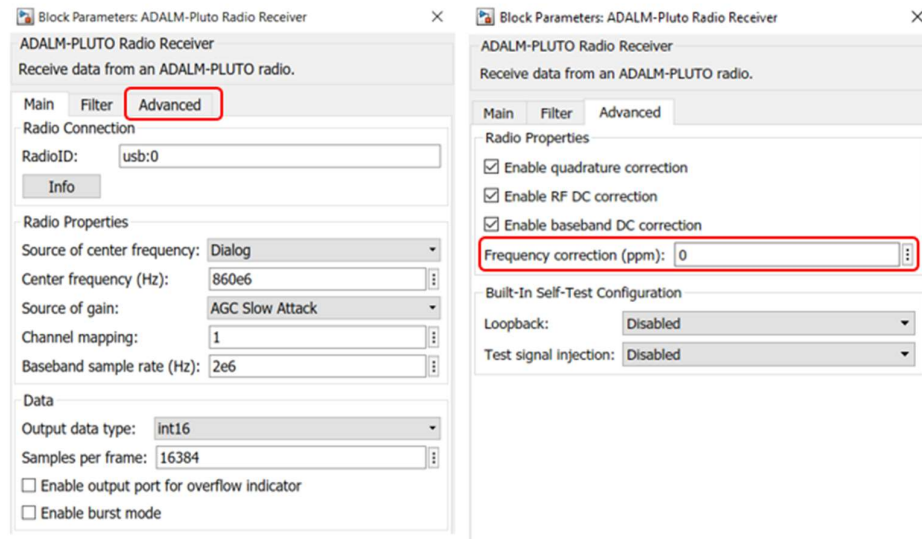 Block Parameters: ADALM-Pluto Radio Receiver
ADALM-PLUTO Radio Receiver
Receive data from an ADALM-PLUTO radio.
Main Filter Advanced
Radio Connection
RadioID: usb:0
Info
Radio Properties
Source of center frequency: Dialog
Center frequency (Hz): 860e6
Source of gain: AGC Slow Attack
Channel mapping: 1
Baseband sample rate (Hz): 2e6
Data
Output data type: int16
Samples per frame: 16384
Enable output port for overflow indicator
Enable burst mode
Block Parameters: ADALM-Pluto Radio Receiver
ADALM-PLUTO Radio Receiver
Receive data from an ADALM-PLUTO radio.
Main Filter Advanced
Radio Properties
Enable quadrature correction
Enable RF DC correction
Enable baseband DC correction
Frequency correction (ppm): 0
Built-In Self-Test Configuration
Loopback: Disabled
Test signal injection: Disabled